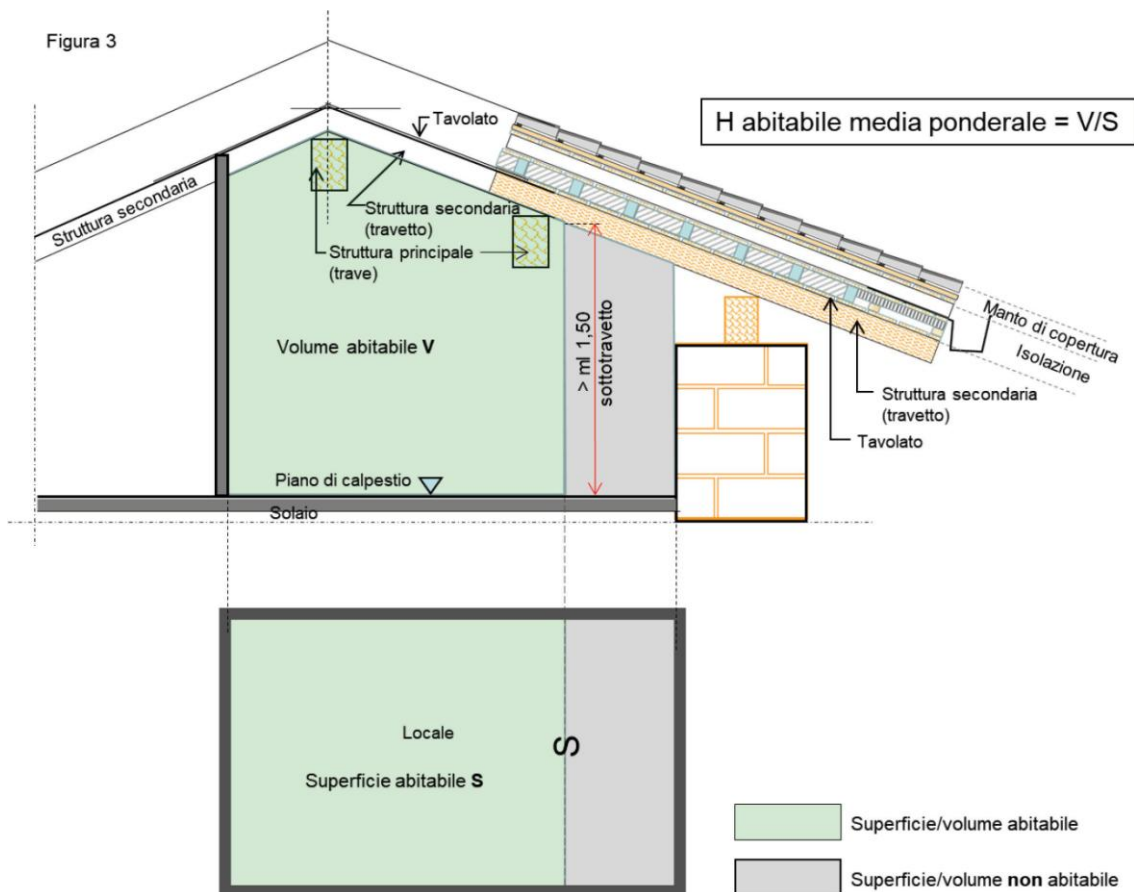 Figura 3
H abitabile media ponderale = V/S
Tavolato
Struttura secondaria
Struttura secondaria
(travetto)
Struttura principale
(trave)
Manto di copertura
Isolazione
Volume abitabile V
> ml 1,50
sottotravetto
Struttura secondaria
(travetto)
Tavolato
Piano di calpestio
Solaio
Locale
S
Superficie abitabile S
Superficie/volume abitabile
Superficie/volume non abitabile